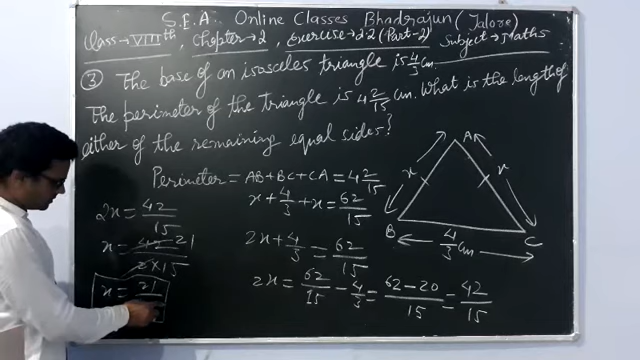 S.E.A:- Online Classes Bhadrajun (Jalore)
Class→VIIIth, Chapter→2, Exercise→2.2 (Part-2) Subject→Maths
③ The base of an isosceles triangle is 4/3 cm.
The perimeter of the triangle is 4 2/15 cm. What is the length of
either of the remaining equal sides?
Perimeter = AB+BC+CA = 4 2/15
x + 4/3 + x = 62/15
2x + 4/3 = 62/15
2x = 62/15 - 4/3 = 62-20/15 = 42/15
2x = 42/15
x = 42 21/2×15
x = 21
A
x
x
B
4/3 cm
C